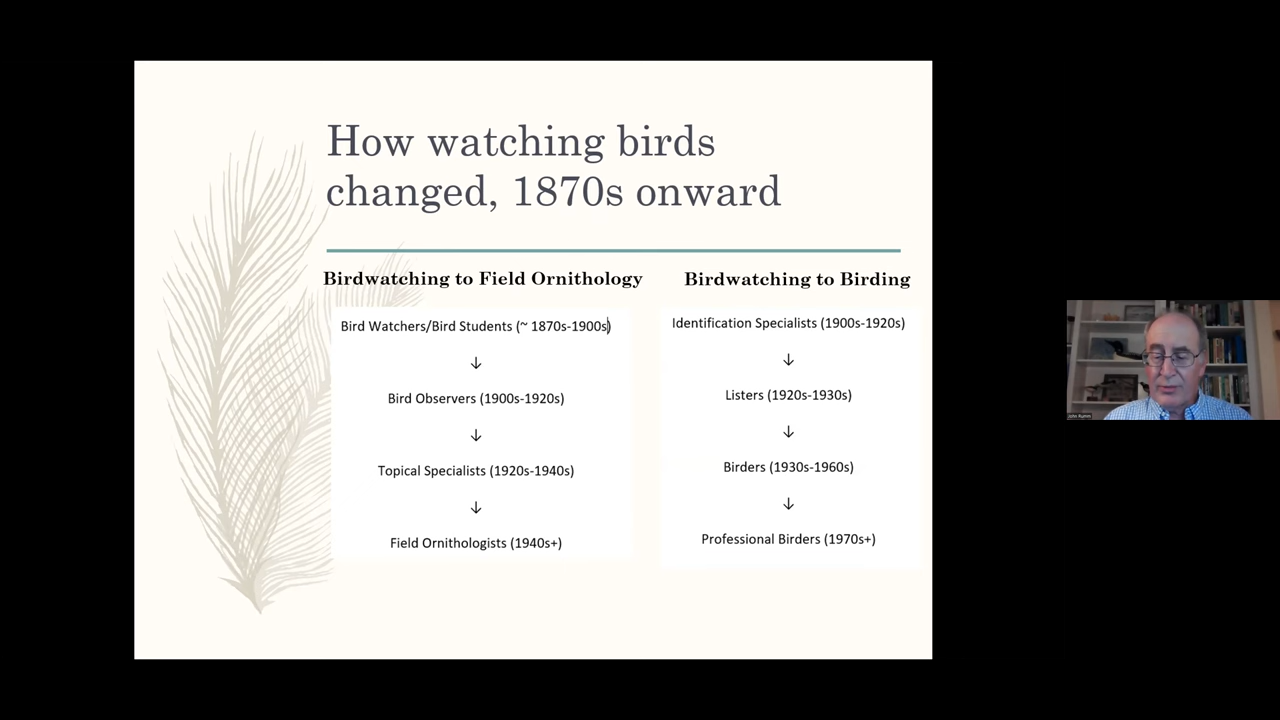 How watching birds
changed, 1870s onward
Birdwatching to Field Ornithology
Bird Watchers/Bird Students (~ 1870s-1900s)
↓
Bird Observers (1900s-1920s)
↓
Topical Specialists (1920s-1940s)
↓
Field Ornithologists (1940s+)
Birdwatching to Birding
Identification Specialists (1900s-1920s)
↓
Listers (1920s-1930s)
↓
Birders (1930s-1960s)
↓
Professional Birders (1970s+)